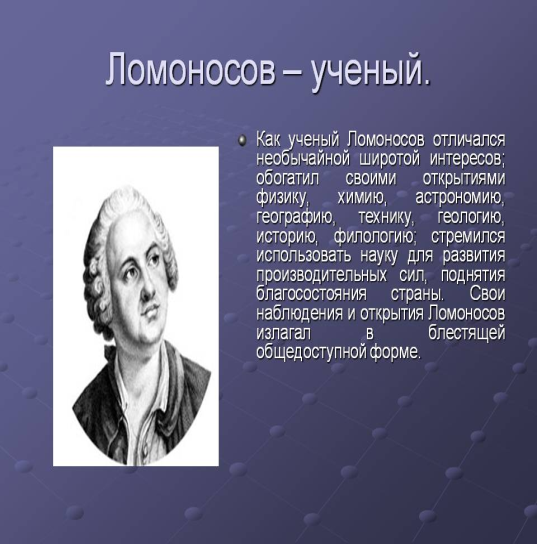 Ломоносов – ученый.
Как ученый Ломоносов отличался
необычайной широтой интересов;
обогатил своими открытиями
физику, химию, астрономию,
географию, технику, геологию,
историю, филологию; стремился
использовать науку для развития
производительных сил, поднятия
благосостояния страны. Свои
наблюдения и открытия Ломоносов
излагал в блестящей
общедоступной форме.